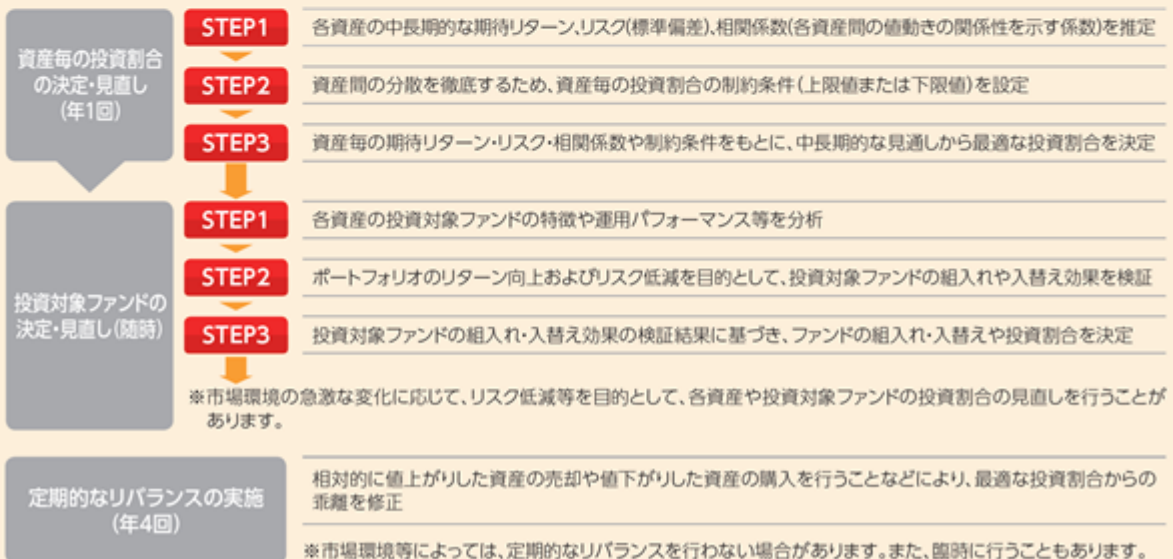 資産毎の投資割合
の決定・見直し
(年1回)
STEP1
各資産の中長期的な期待リターン、リスク(標準偏差)、相関係数(各資産間の値動きの関係性を示す係数)を推定
STEP2
資産間の分散を徹底するため、資産毎の投資割合の制約条件(上限値または下限値)を設定
STEP3
資産毎の期待リターン・リスク・相関係数や制約条件をもとに、中長期的な見通しから最適な投資割合を決定
投資対象ファンドの
決定・見直し(随時)
STEP1
各資産の投資対象ファンドの特徴や運用パフォーマンス等を分析
STEP2
ポートフォリオのリターン向上およびリスク低減を目的として、投資対象ファンドの組入れや入替え効果を検証
STEP3
投資対象ファンドの組入れ・入替え効果の検証結果に基づき、ファンドの組入れ・入替えや投資割合を決定
※市場環境の急激な変化に応じて、リスク低減等を目的として、各資産や投資対象ファンドの投資割合の見直しを行うことが
あります。
定期的なリバランスの実施
(年4回)
相対的に値上がりした資産の売却や値下がりした資産の購入を行うことなどにより、最適な投資割合からの
乖離を修正
※市場環境等によっては、定期的なリバランスを行わない場合があります。また、臨時に行うこともあります。